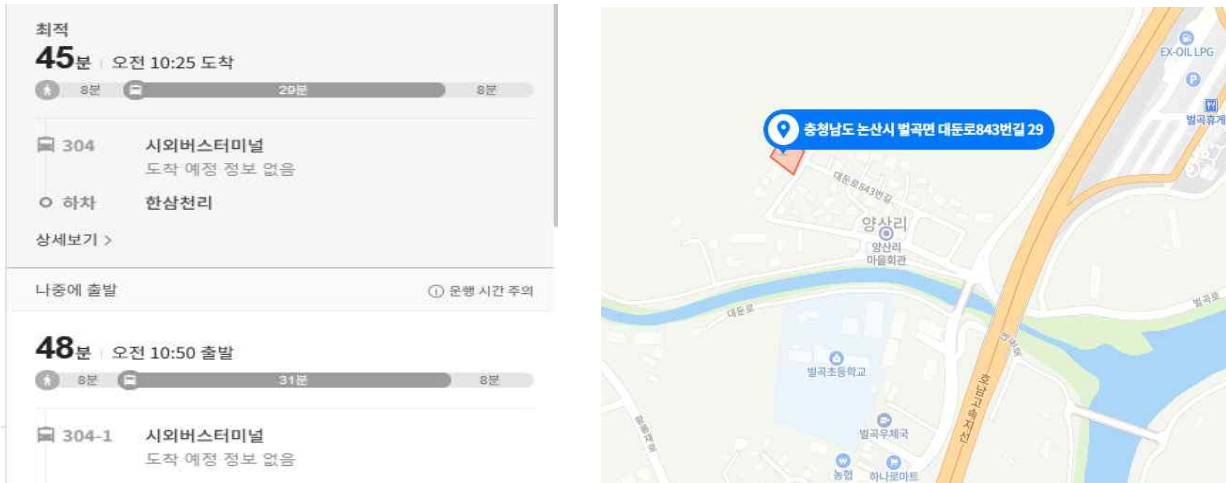 최적
45분 오전 10:25 도착
8분 29분 8분
304 시외버스터미널
도착 예정 정보 없음
하차 한삼천리
상세보기 >
나중에 출발 운행 시간 주의
48분 오전 10:50 출발
8분 31분 8분
304-1 시외버스터미널
도착 예정 정보 없음
EX-OIL LPG
P
벌곡휴게
충청남도 논산시 벌곡면 대둔로843번길 29
대둔로843번길
양산리
양산리
마을회관
대둔로
벌곡로
벌곡초등학교
호남고속지선
벌곡우체국
농협
하나로마트